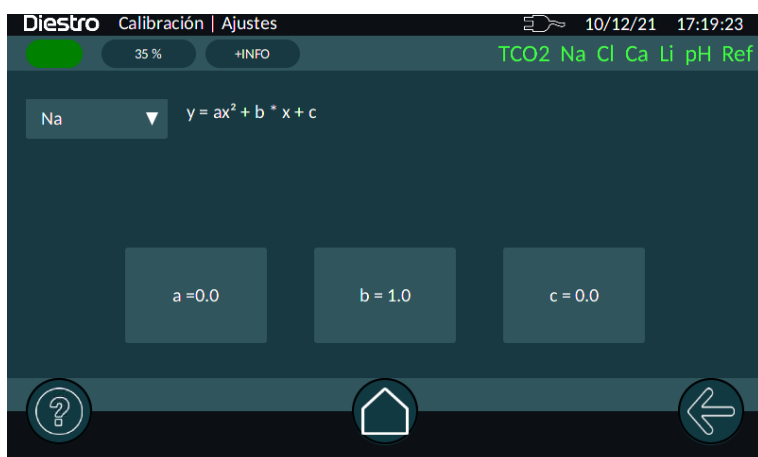 Diestro Calibración | Ajustes 10/12/21 17:19:23
35 % +INFO TCO2 Na Cl Ca Li pH Ref
Na ▼ y = ax² + b * x + c
a =0.0 b = 1.0 c = 0.0
?